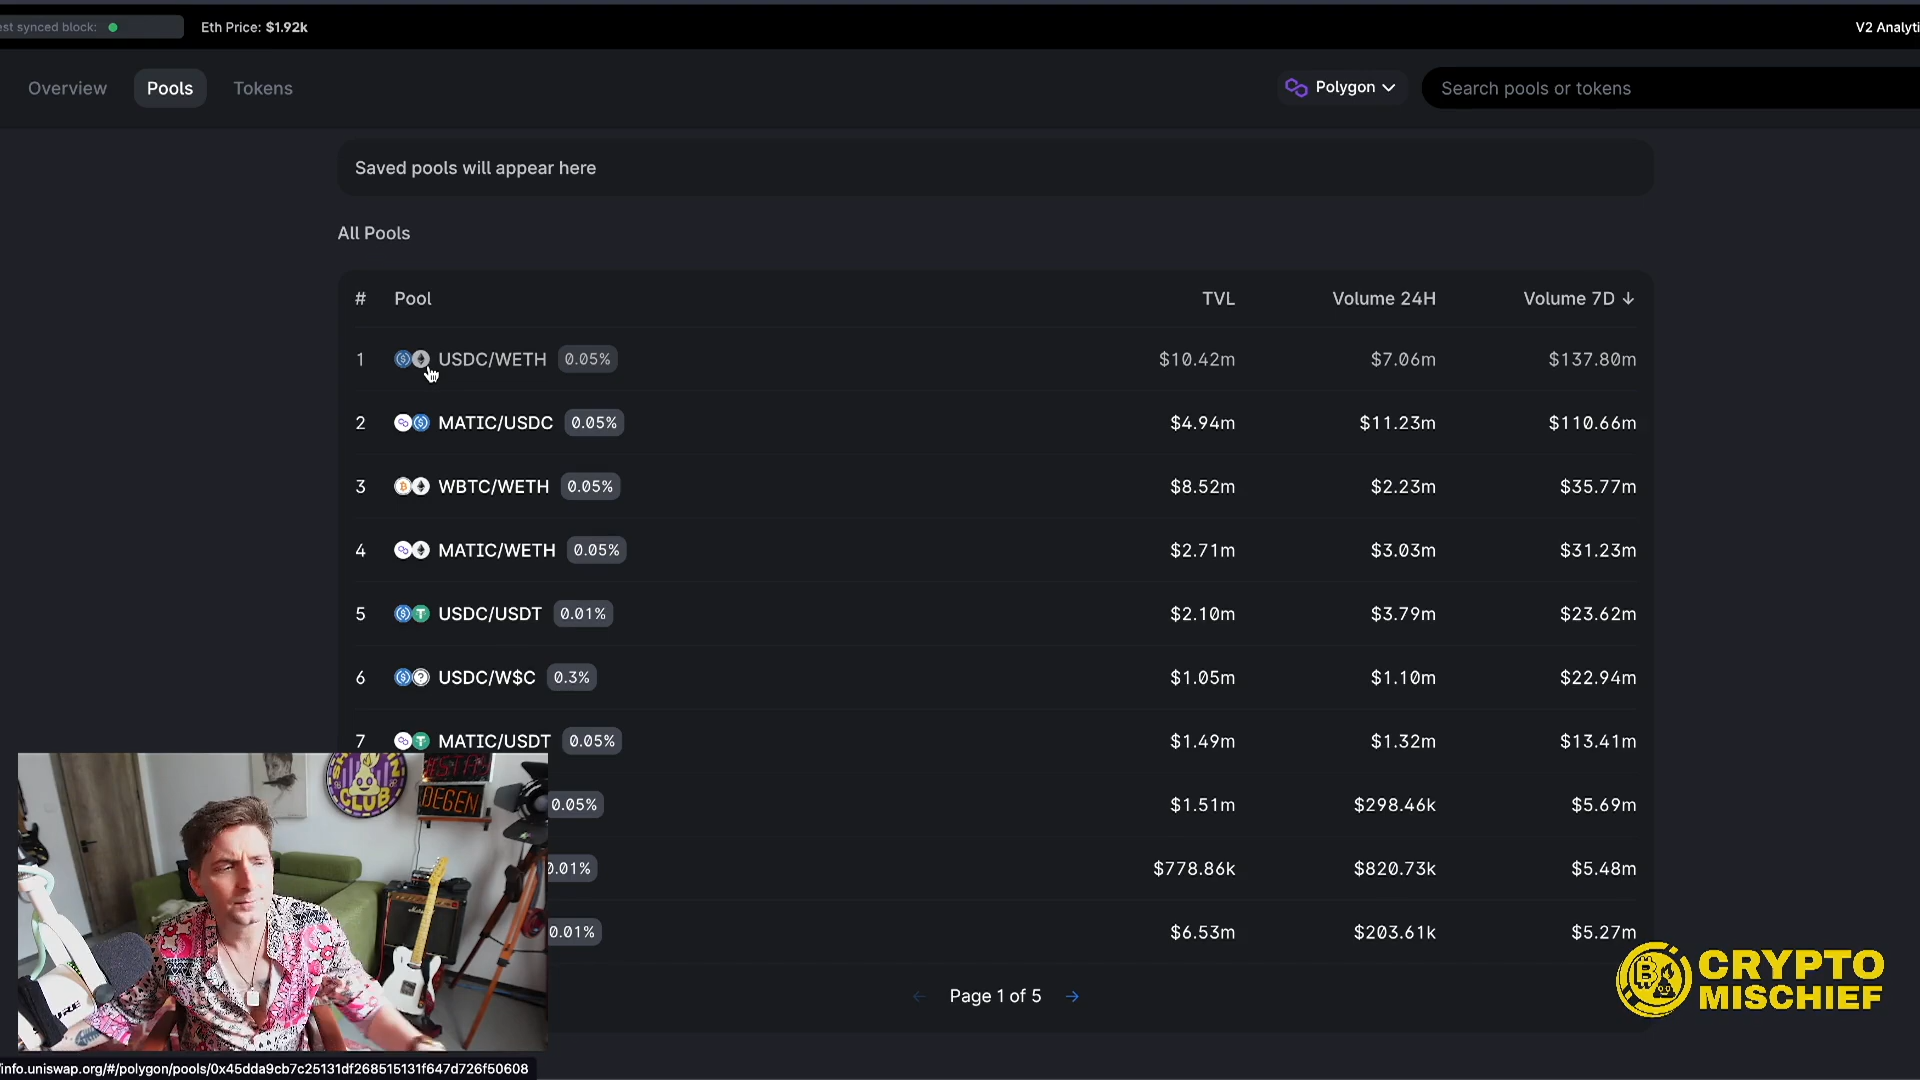 est synced block:
Eth Price: $1.92k
V2 Analyti
Overview
Pools
Tokens
Polygon
Search pools or tokens
Saved pools will appear here
All Pools
# Pool TVL Volume 24H Volume 7D ↓
1 USDC/WETH 0.05% $10.42m $7.06m $137.80m
2 MATIC/USDC 0.05% $4.94m $11.23m $110.66m
3 WBTC/WETH 0.05% $8.52m $2.23m $35.77m
4 MATIC/WETH 0.05% $2.71m $3.03m $31.23m
5 USDC/USDT 0.01% $2.10m $3.79m $23.62m
6 USDC/W$C 0.3% $1.05m $1.10m $22.94m
7 MATIC/USDT 0.05% $1.49m $1.32m $13.41m
0.05% $1.51m $298.46k $5.69m
0.01% $778.86k $820.73k $5.48m
0.01% $6.53m $203.61k $5.27m
CLUB
DEGEN
← Page 1 of 5 →
CRYPTO
MISCHIEF
info.uniswap.org/#/polygon/pools/0x45dda9cb7c25131df268515131f647d726f50608